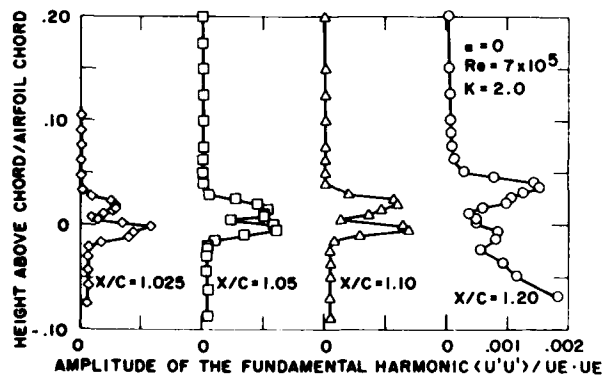 HEIGHT ABOVE CHORD/AIRFOIL CHORD
.20
0.10
0
-.10
α=0
Re=7x10⁵
K=2.0
X/C=1.025
X/C=1.05
X/C=1.10
X/C=1.20
0 0 0 0 .001 .002
AMPLITUDE OF THE FUNDAMENTAL HARMONIC <U'U'>/UE·UE